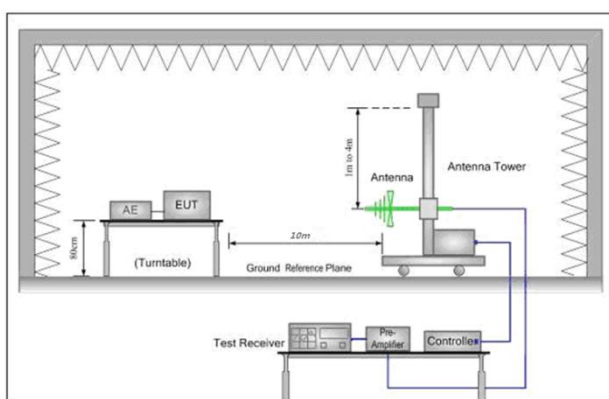 1m to 4m
Antenna
Antenna Tower
AE
EUT
80cm
(Turntable)
10m
Ground Reference Plane
Test Receiver
Pre-
Amplifier
Controller